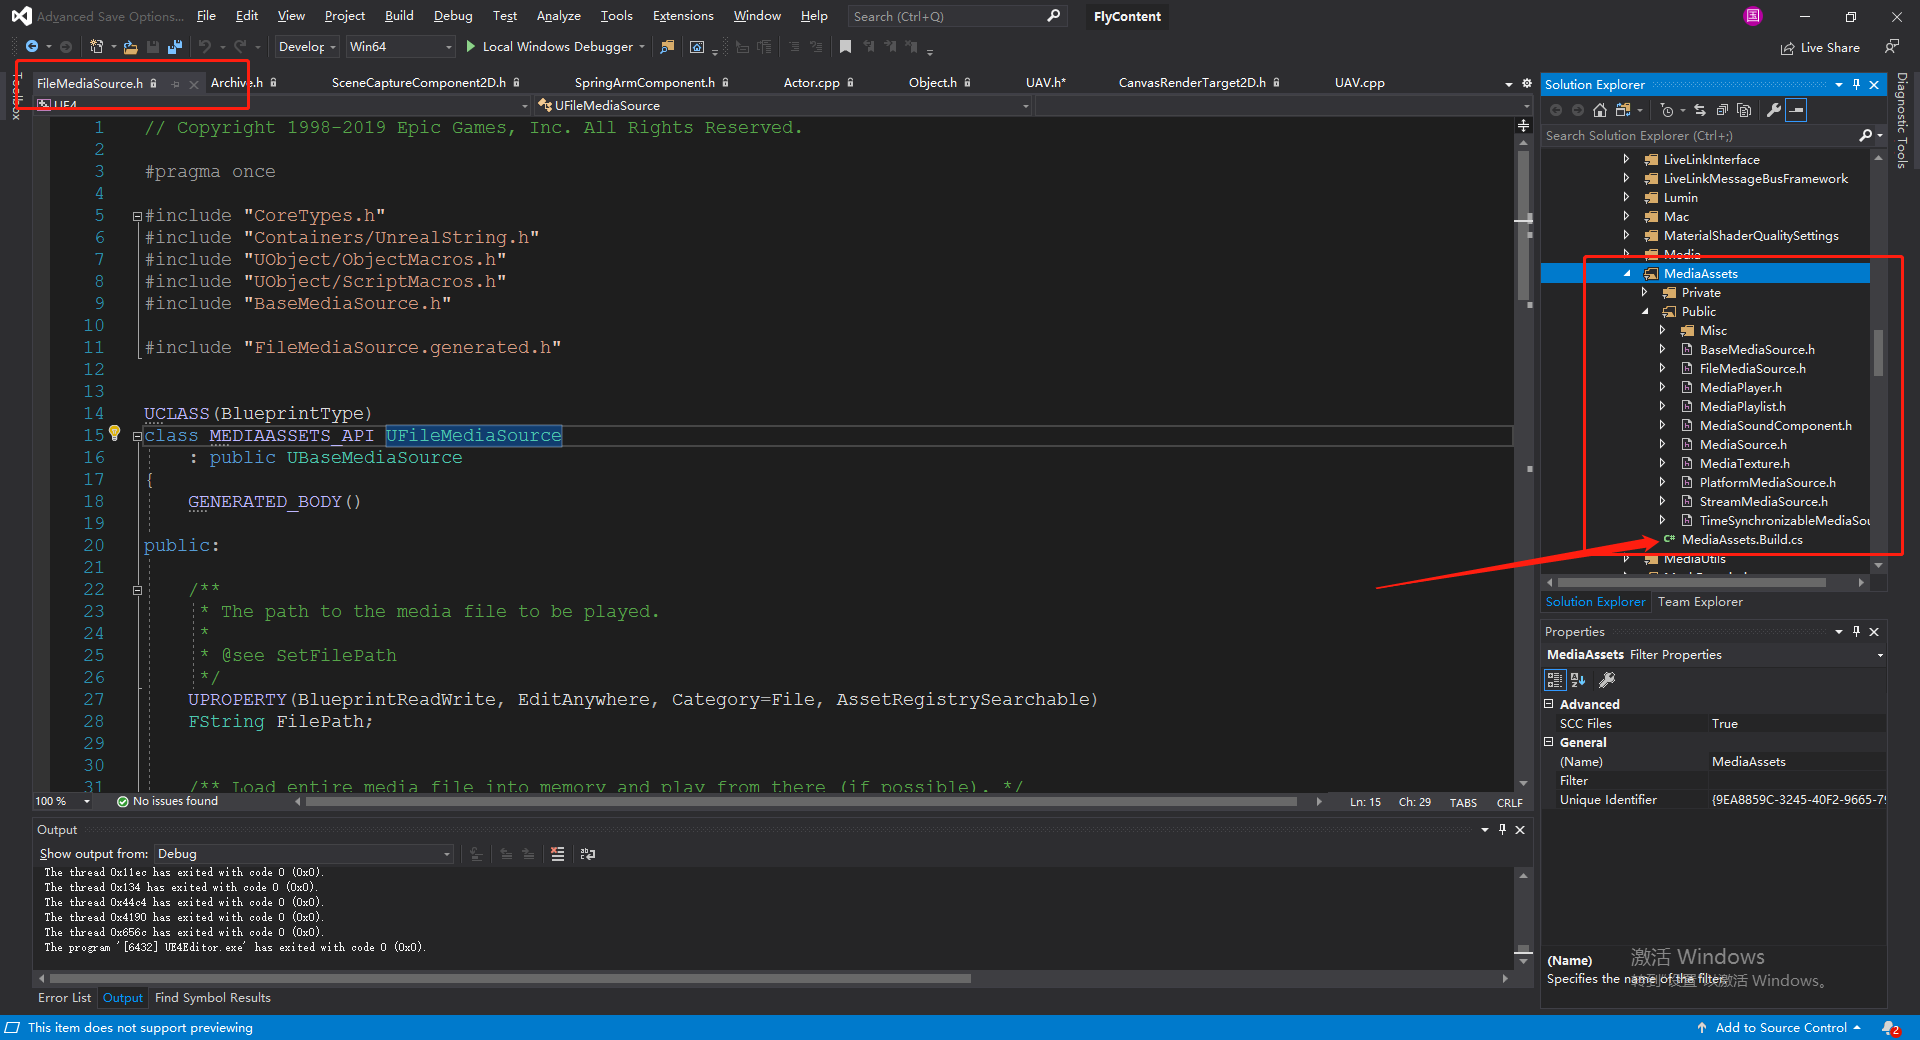 Advanced Save Options... File Edit View Project Build Debug Test Analyze Tools Extensions Window Help Search (Ctrl+Q) FlyContent 国
Develop Win64 Local Windows Debugger Live Share
Toolbox
FileMediaSource.h Archive.h SceneCaptureComponent2D.h SpringArmComponent.h Actor.cpp Object.h UAV.h* CanvasRenderTarget2D.h UAV.cpp
UE4 UFileMediaSource
1 // Copyright 1998-2019 Epic Games, Inc. All Rights Reserved.
2
3 #pragma once
4
5 #include "CoreTypes.h"
6 #include "Containers/UnrealString.h"
7 #include "UObject/ObjectMacros.h"
8 #include "UObject/ScriptMacros.h"
9 #include "BaseMediaSource.h"
10
11 #include "FileMediaSource.generated.h"
12
13
14 UCLASS(BlueprintType)
15 class MEDIAASSETS_API UFileMediaSource
16 : public UBaseMediaSource
17 {
18 GENERATED_BODY()
19
20 public:
21
22 /**
23 * The path to the media file to be played.
24 *
25 * @see SetFilePath
26 */
27 UPROPERTY(BlueprintReadWrite, EditAnywhere, Category=File, AssetRegistrySearchable)
28 FString FilePath;
29
30
31 /** Load entire media file into memory and play from there (if possible). */
100 % No issues found Ln: 15 Ch: 29 TABS CRLF
Output
Show output from: Debug
The thread 0x11ec has exited with code 0 (0x0).
The thread 0x134 has exited with code 0 (0x0).
The thread 0x44c4 has exited with code 0 (0x0).
The thread 0x4190 has exited with code 0 (0x0).
The thread 0x656c has exited with code 0 (0x0).
The program '[6432] UE4Editor.exe' has exited with code 0 (0x0).
Error List Output Find Symbol Results
This item does not support previewing Add to Source Control 2
Solution Explorer
Search Solution Explorer (Ctrl+;)
LiveLinkInterface
LiveLinkMessageBusFramework
Lumin
Mac
MaterialShaderQualitySettings
Media
MediaAssets
Private
Public
Misc
BaseMediaSource.h
FileMediaSource.h
MediaPlayer.h
MediaPlaylist.h
MediaSoundComponent.h
MediaSource.h
MediaTexture.h
PlatformMediaSource.h
StreamMediaSource.h
TimeSynchronizableMediaSou
C# MediaAssets.Build.cs
MediaUtils
Solution Explorer Team Explorer
Properties
MediaAssets Filter Properties
Advanced
SCC Files True
General
(Name) MediaAssets
Filter
Unique Identifier {9EA8859C-3245-40F2-9665-79
(Name)
Specifies the name of the filter.
激活 Windows
转到"设置"以激活 Windows。
Diagnostic Tools